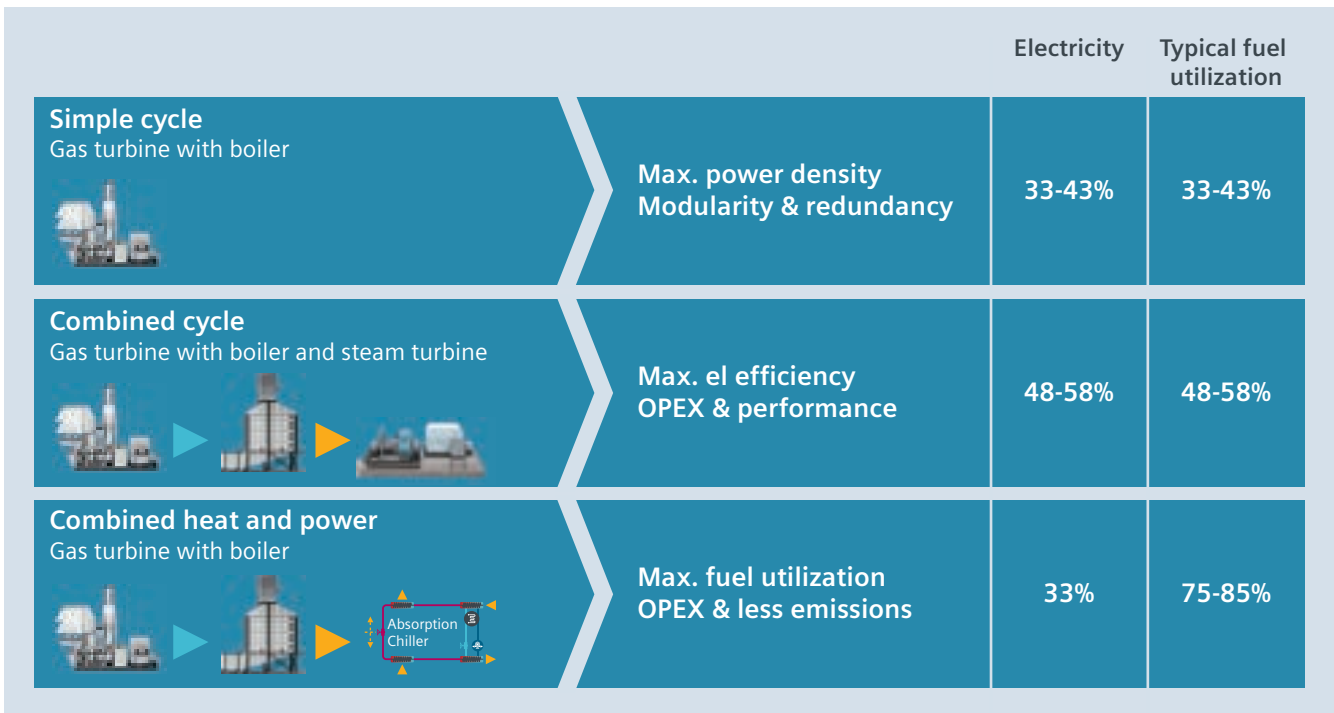 Electricity
Typical fuel
utilization
Simple cycle
Gas turbine with boiler
Max. power density
Modularity & redundancy
33-43%
33-43%
Combined cycle
Gas turbine with boiler and steam turbine
Max. el efficiency
OPEX & performance
48-58%
48-58%
Combined heat and power
Gas turbine with boiler
Absorption
Chiller
Max. fuel utilization
OPEX & less emissions
33%
75-85%